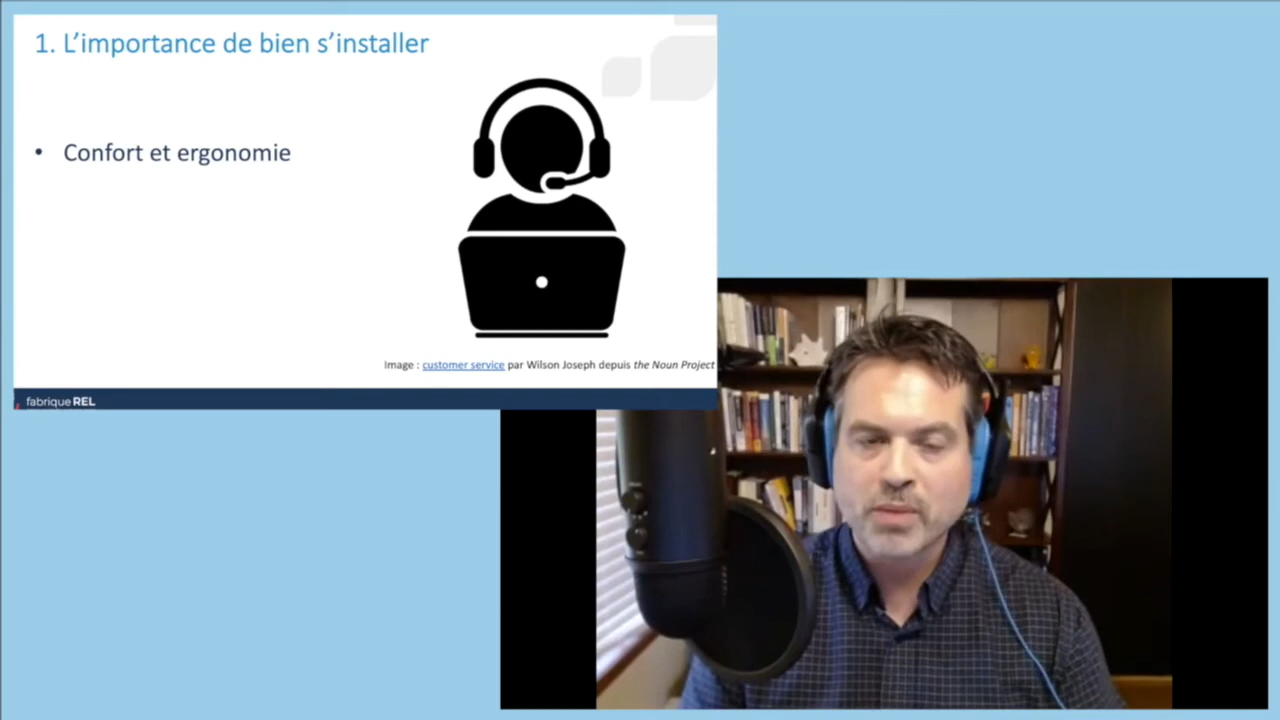 1. L’importance de bien s’installer
• Confort et ergonomie
Image : customer service par Wilson Joseph depuis the Noun Project
fabrique REL